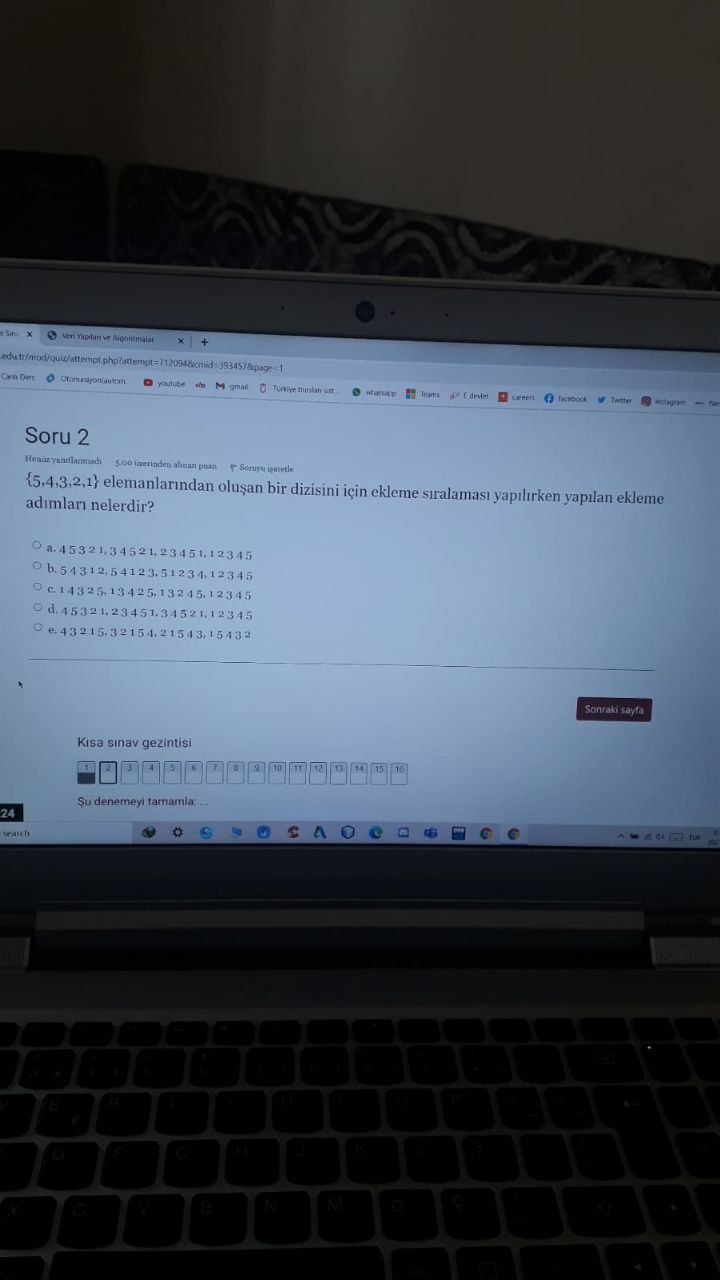 Veri Yapıları ve Algoritmalar
.edu.tr/mod/quiz/attempt.php?attempt=712094&cmid=393457&page=1
Canlı Ders Otomasyon(autom... youtube eba gmail Türkiye bursları üst... whatsapp Teams E devlet careers facebook Twitter instagram
Soru 2
Henüz yanıtlanmadı 5,00 üzerinden alınan puan Soruyu işaretle
{5,4,3,2,1} elemanlarından oluşan bir dizisini için ekleme sıralaması yapılırken yapılan ekleme
adımları nelerdir?
a. 4 5 3 2 1, 3 4 5 2 1, 2 3 4 5 1, 1 2 3 4 5
b. 5 4 3 1 2, 5 4 1 2 3, 5 1 2 3 4, 1 2 3 4 5
c. 1 4 3 2 5, 1 3 4 2 5, 1 3 2 4 5, 1 2 3 4 5
d. 4 5 3 2 1, 2 3 4 5 1, 3 4 5 2 1, 1 2 3 4 5
e. 4 3 2 1 5, 3 2 1 5 4, 2 1 5 4 3, 1 5 4 3 2
Sonraki sayfa
Kısa sınav gezintisi
1 2 3 4 5 6 7 8 9 10 11 12 13 14 15 16
Şu denemeyi tamamla: ...
24
search
TUR